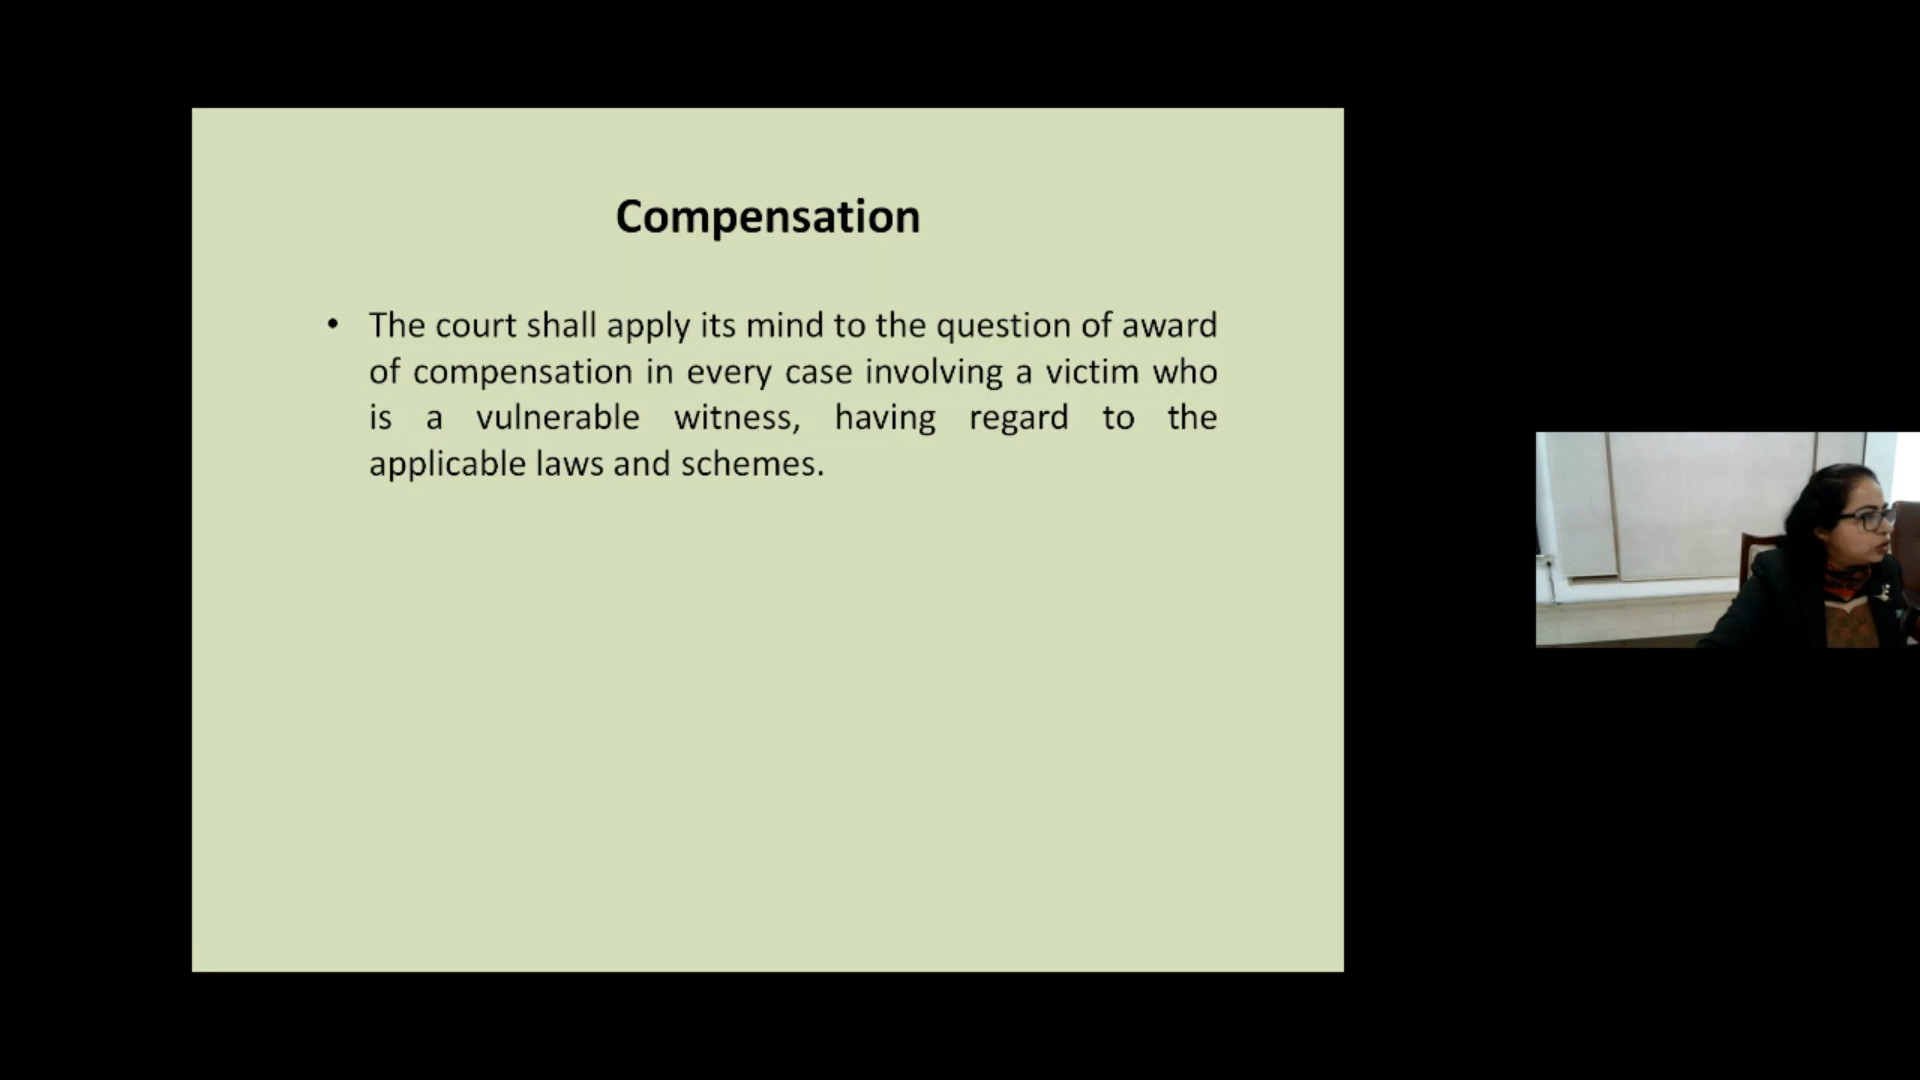 Compensation
• The court shall apply its mind to the question of award
of compensation in every case involving a victim who
is a vulnerable witness, having regard to the
applicable laws and schemes.